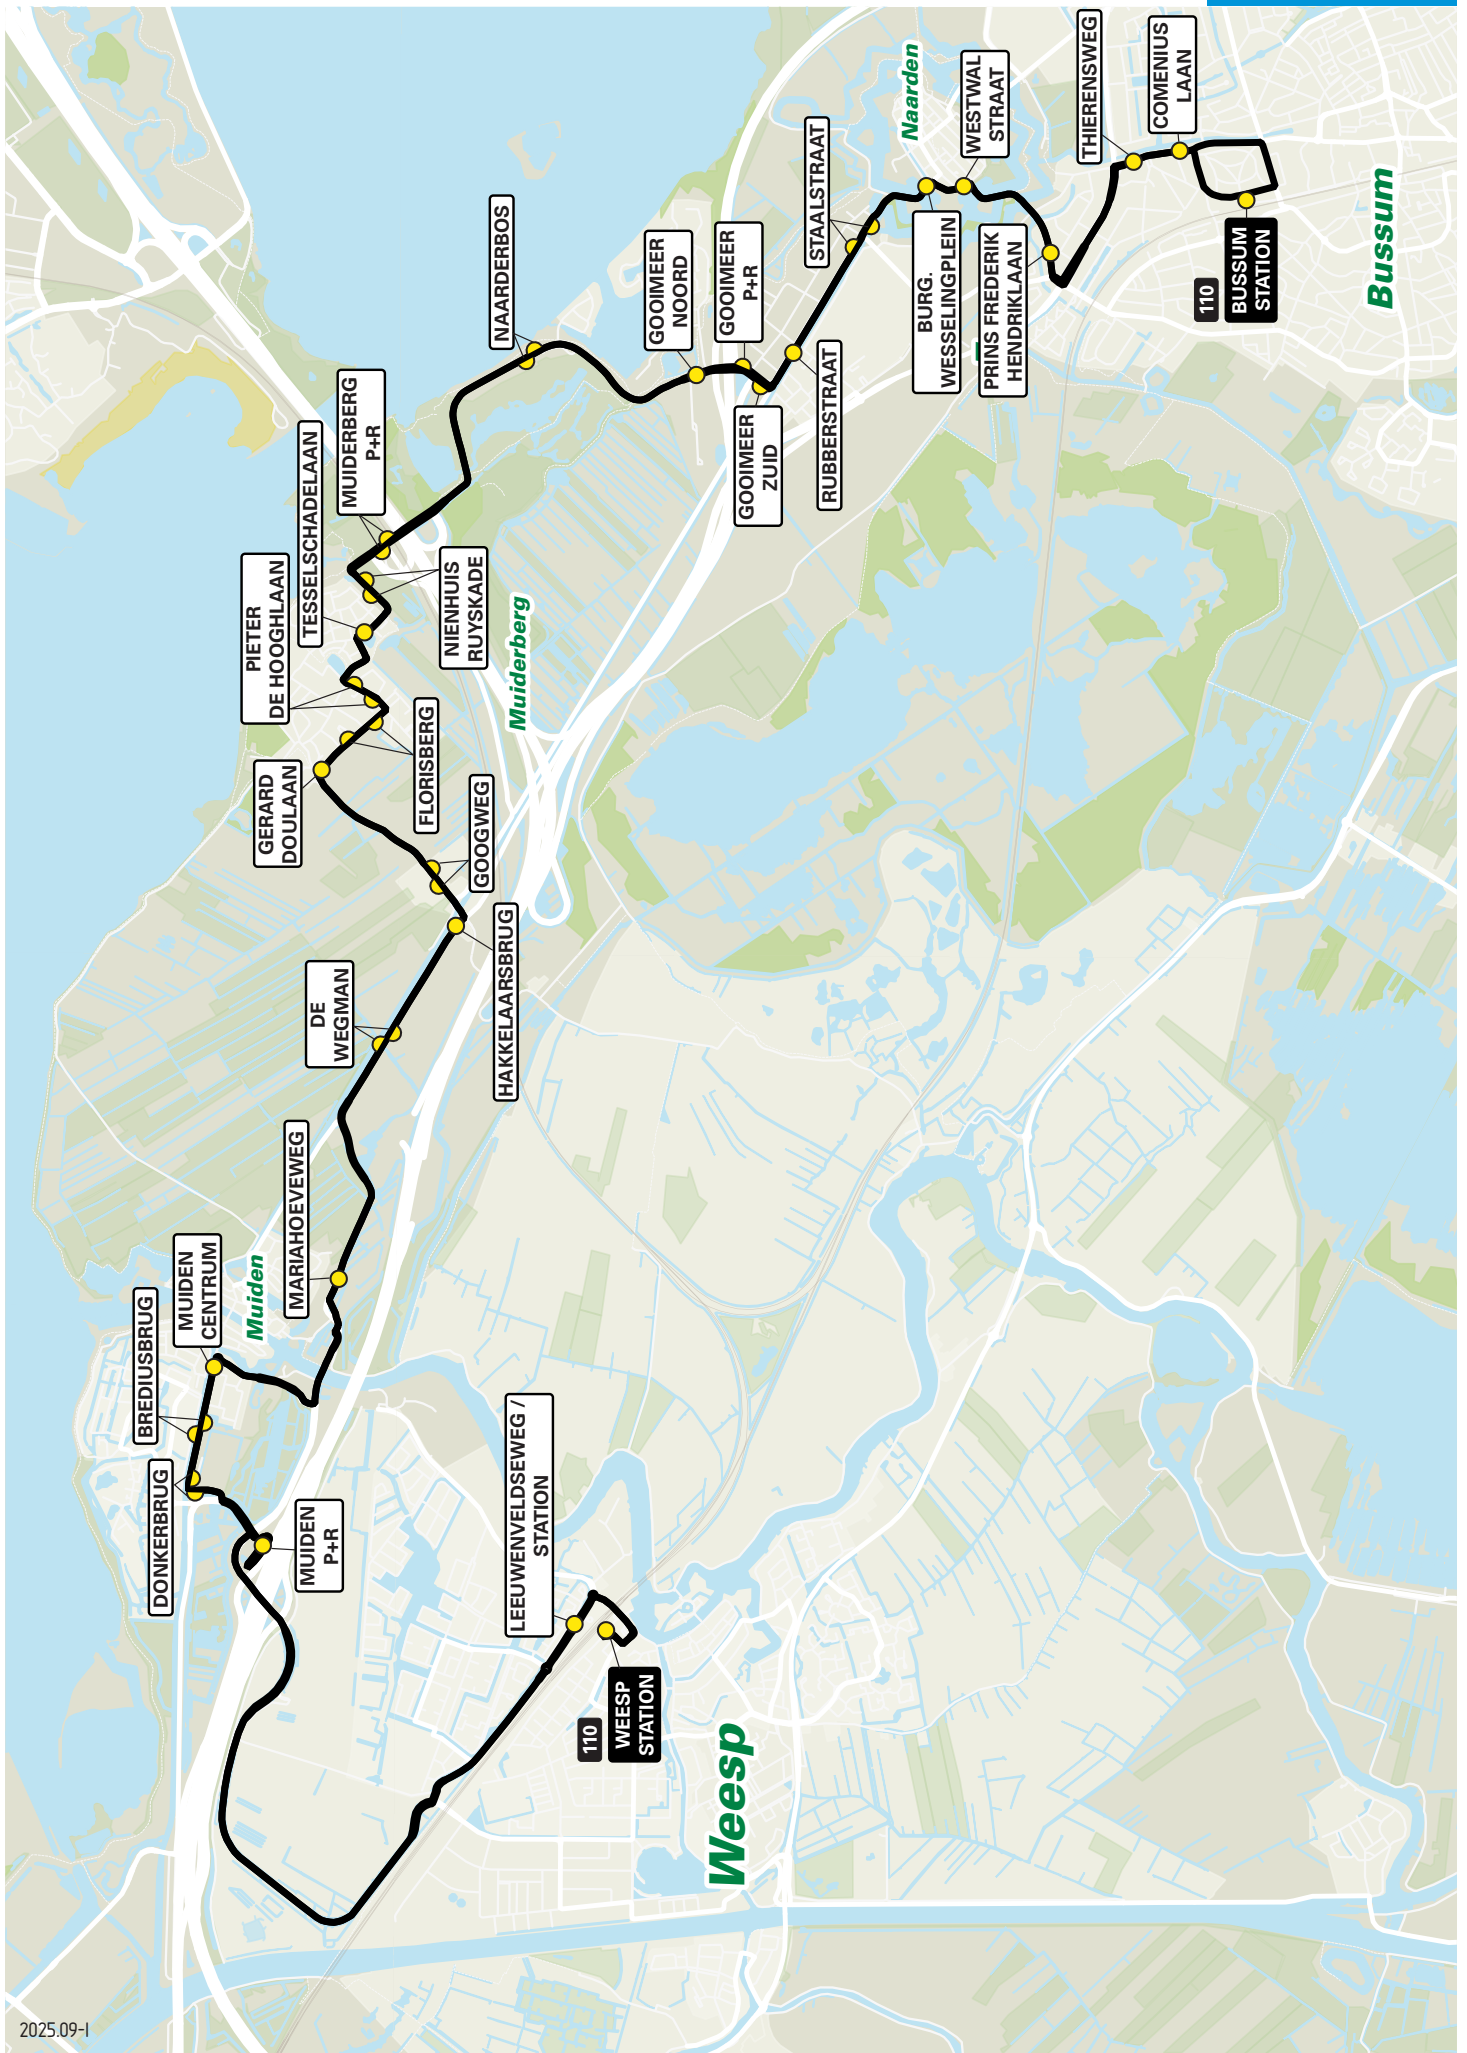 WEESP
STATION
110
LEEUWENVELDSEWEG /
STATION
Weesp
MUIDEN
P+R
DONKERBRUG
BREDIUSBRUG
MUIDEN
CENTRUM
Muiden
MARIAHOEVEWEG
DE
WEGMAN
HAKKELAARSBRUG
GOOGWEG
GERARD
DOULAAN
FLORISBERG
PIETER
DE HOOGHLAAN
TESSELSCHADELAAN
NIENHUIS
RUYSKADE
Muiderberg
MUIDERBERG
P+R
NAARDERBOS
GOOIMEER
NOORD
GOOIMEER
P+R
GOOIMEER
ZUID
RUBBERSTRAAT
STAALSTRAAT
BURG.
WESSELINGPLEIN
Naarden
WESTWAL
STRAAT
PRINS FREDERIK
HENDRIKLAAN
THIERENSWEG
COMENIUS
LAAN
110
BUSSUM
STATION
Bussum
2025.09-I